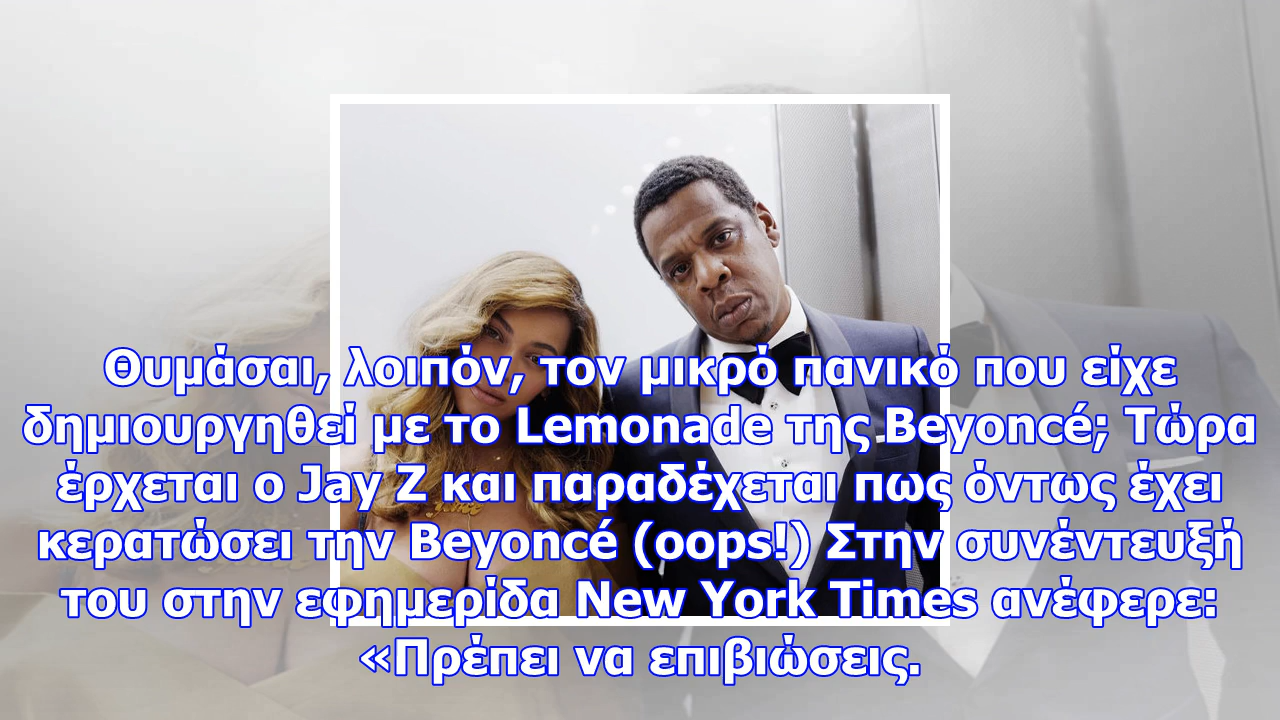 Θυμάσαι, λοιπόν, τον μικρό πανικό που είχε
δημιουργηθεί με το Lemonade της Beyoncé; Τώρα
έρχεται ο Jay Z και παραδέχεται πως όντως έχει
κερατώσει την Beyoncé (oops!) Στην συνέντευξή
του στην εφημερίδα New York Times ανέφερε:
«Πρέπει να επιβιώσεις.